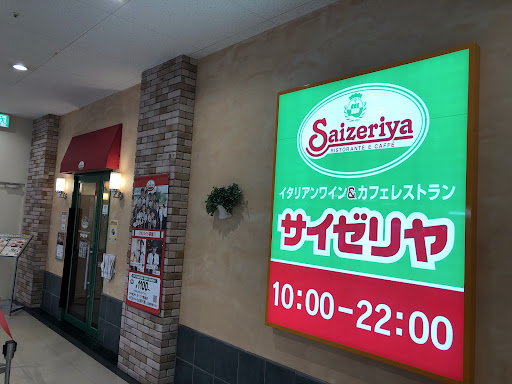 Saizeriya
RISTORANTE E CAFFÈ
イタリアンワイン&カフェレストラン
サイゼリヤ
10:00-22:00
1100